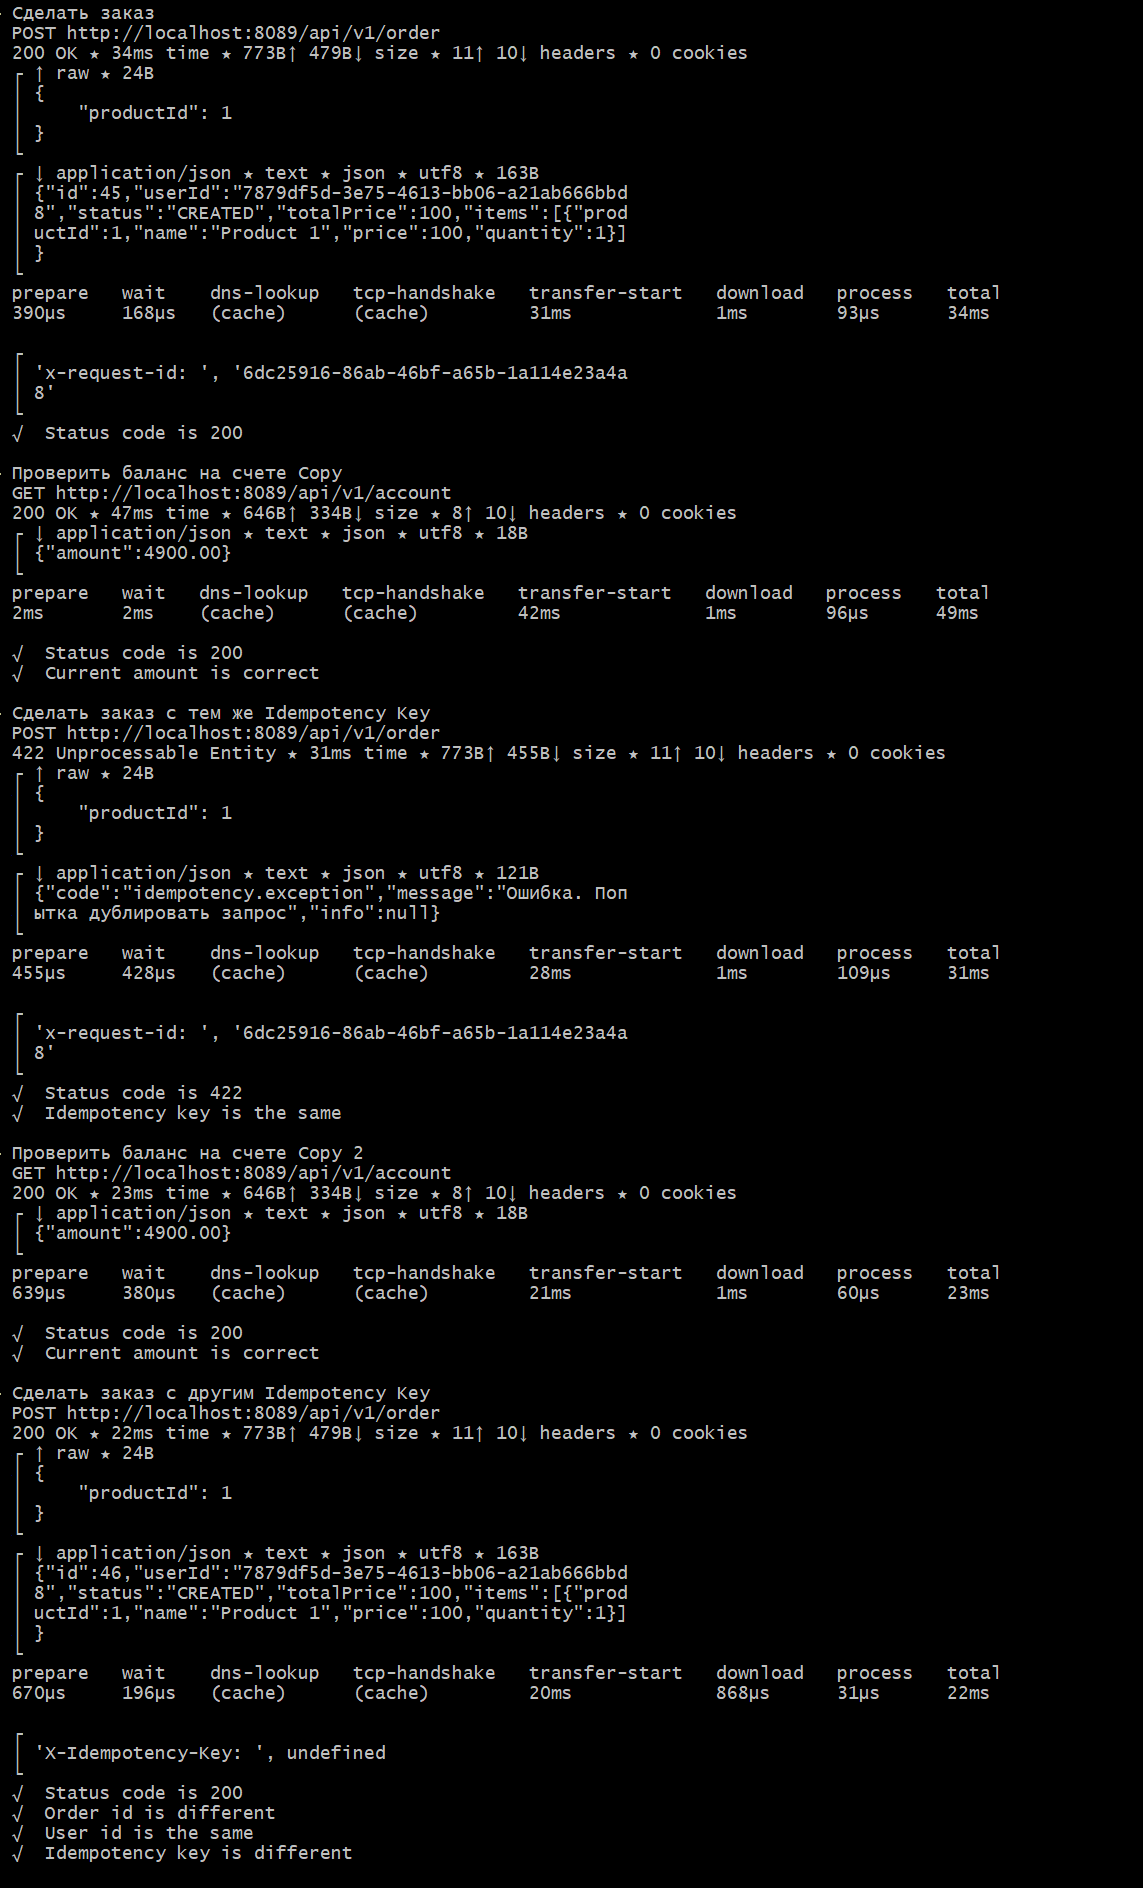 Сделать заказ
POST http://localhost:8089/api/v1/order
200 OK ★ 34ms time ★ 773B↑ 479B↓ size ★ 11↑ 10↓ headers ★ 0 cookies
↑ raw ★ 24B
{
"productId": 1
}
↓ application/json ★ text ★ json ★ utf8 ★ 163B
{"id":45,"userId":"7879df5d-3e75-4613-bb06-a21ab666bbd
8","status":"CREATED","totalPrice":100,"items":[{"prod
uctId":1,"name":"Product 1","price":100,"quantity":1}]
}
prepare wait dns-lookup tcp-handshake transfer-start download process total
390µs 168µs (cache) (cache) 31ms 1ms 93µs 34ms
'x-request-id: ', '6dc25916-86ab-46bf-a65b-1a114e23a4a
8'
√ Status code is 200
Проверить баланс на счете Copy
GET http://localhost:8089/api/v1/account
200 OK ★ 47ms time ★ 646B↑ 334B↓ size ★ 8↑ 10↓ headers ★ 0 cookies
↓ application/json ★ text ★ json ★ utf8 ★ 18B
{"amount":4900.00}
prepare wait dns-lookup tcp-handshake transfer-start download process total
2ms 2ms (cache) (cache) 42ms 1ms 96µs 49ms
√ Status code is 200
√ Current amount is correct
Сделать заказ с тем же Idempotency Key
POST http://localhost:8089/api/v1/order
422 Unprocessable Entity ★ 31ms time ★ 773B↑ 455B↓ size ★ 11↑ 10↓ headers ★ 0 cookies
↑ raw ★ 24B
{
"productId": 1
}
↓ application/json ★ text ★ json ★ utf8 ★ 121B
{"code":"idempotency.exception","message":"Ошибка. Поп
ытка дублировать запрос","info":null}
prepare wait dns-lookup tcp-handshake transfer-start download process total
455µs 428µs (cache) (cache) 28ms 1ms 109µs 31ms
'x-request-id: ', '6dc25916-86ab-46bf-a65b-1a114e23a4a
8'
√ Status code is 422
√ Idempotency key is the same
Проверить баланс на счете Copy 2
GET http://localhost:8089/api/v1/account
200 OK ★ 23ms time ★ 646B↑ 334B↓ size ★ 8↑ 10↓ headers ★ 0 cookies
↓ application/json ★ text ★ json ★ utf8 ★ 18B
{"amount":4900.00}
prepare wait dns-lookup tcp-handshake transfer-start download process total
639µs 380µs (cache) (cache) 21ms 1ms 60µs 23ms
√ Status code is 200
√ Current amount is correct
Сделать заказ с другим Idempotency Key
POST http://localhost:8089/api/v1/order
200 OK ★ 22ms time ★ 773B↑ 479B↓ size ★ 11↑ 10↓ headers ★ 0 cookies
↑ raw ★ 24B
{
"productId": 1
}
↓ application/json ★ text ★ json ★ utf8 ★ 163B
{"id":46,"userId":"7879df5d-3e75-4613-bb06-a21ab666bbd
8","status":"CREATED","totalPrice":100,"items":[{"prod
uctId":1,"name":"Product 1","price":100,"quantity":1}]
}
prepare wait dns-lookup tcp-handshake transfer-start download process total
670µs 196µs (cache) (cache) 20ms 868µs 31µs 22ms
'X-Idempotency-Key: ', undefined
√ Status code is 200
√ Order id is different
√ User id is the same
√ Idempotency key is different